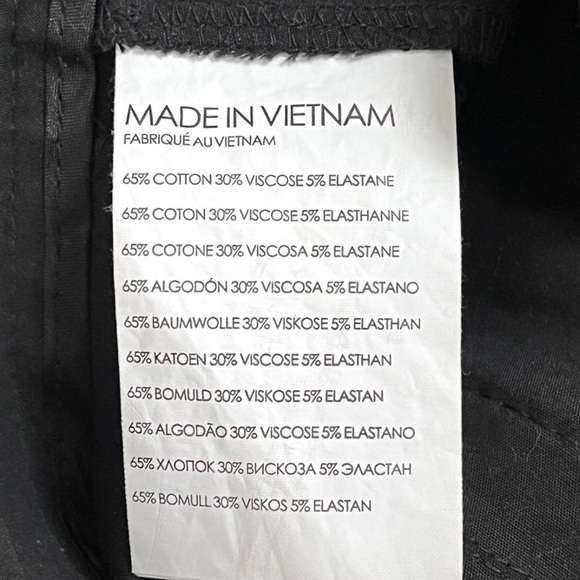 MADE IN VIETNAM
FABRIQUÉ AU VIETNAM
65% COTTON 30% VISCOSE 5% ELASTANE
65% COTON 30% VISCOSE 5% ELASTHANNE
65% COTONE 30% VISCOSA 5% ELASTANE
65% ALGODÓN 30% VISCOSA 5% ELASTANO
65% BAUMWOLLE 30% VISKOSE 5% ELASTHAN
65% KATOEN 30% VISCOSE 5% ELASTHAN
65% BOMULD 30% VISKOSE 5% ELASTAN
65% ALGODÃO 30% VISCOSE 5% ELASTANO
65% ХЛОПОК 30% ВИСКОЗА 5% ЭЛАСТАН
65% BOMULL 30% VISKOS 5% ELASTAN